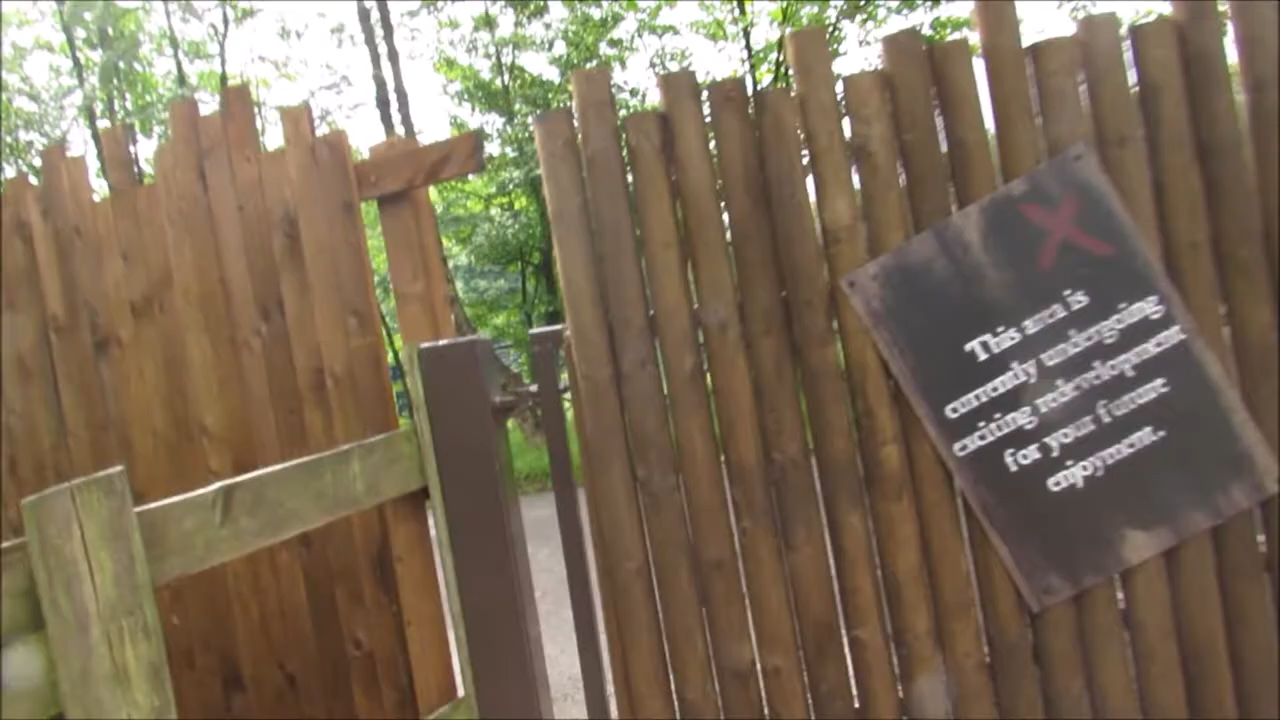 This area is
currently undergoing
exciting redevelopment
for your future
enjoyment.